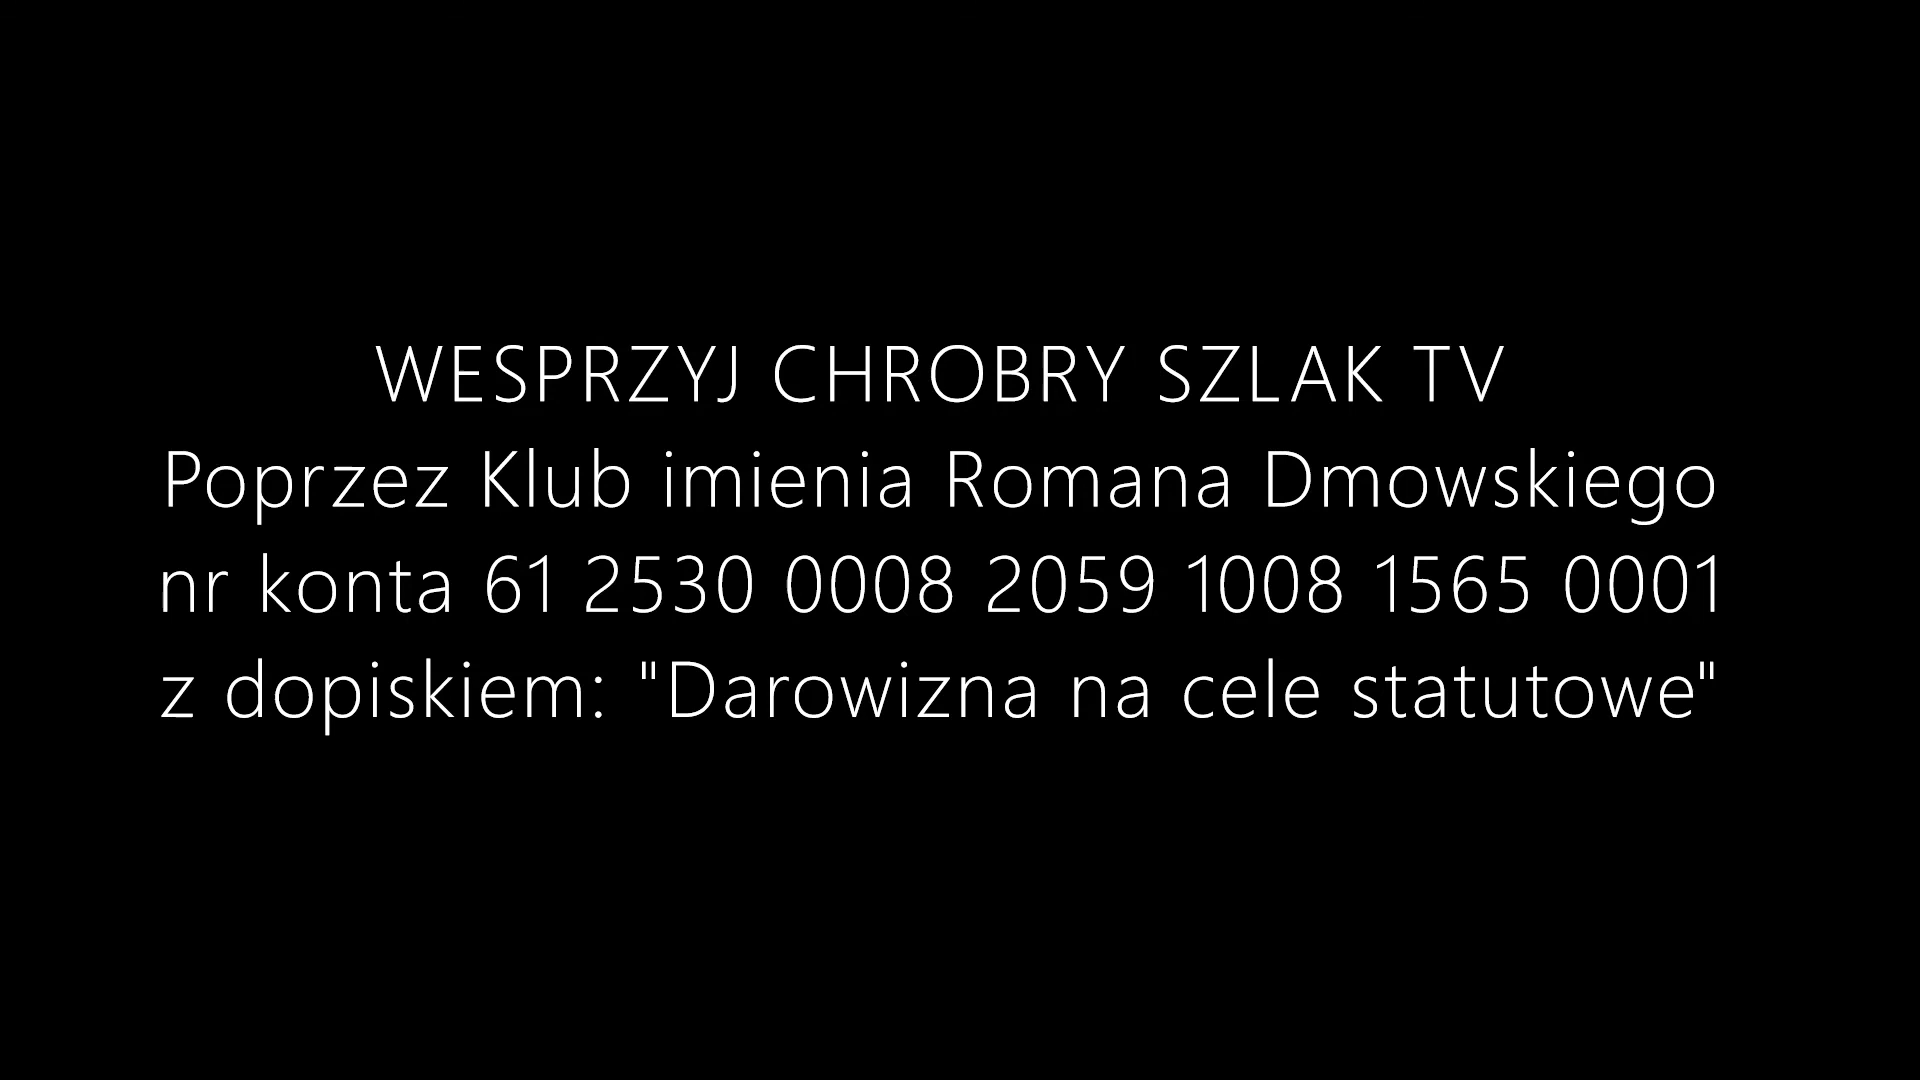 WESPRZYJ CHROBRY SZLAK TV
Poprzez Klub imienia Romana Dmowskiego
nr konta 61 2530 0008 2059 1008 1565 0001
z dopiskiem: "Darowizna na cele statutowe"